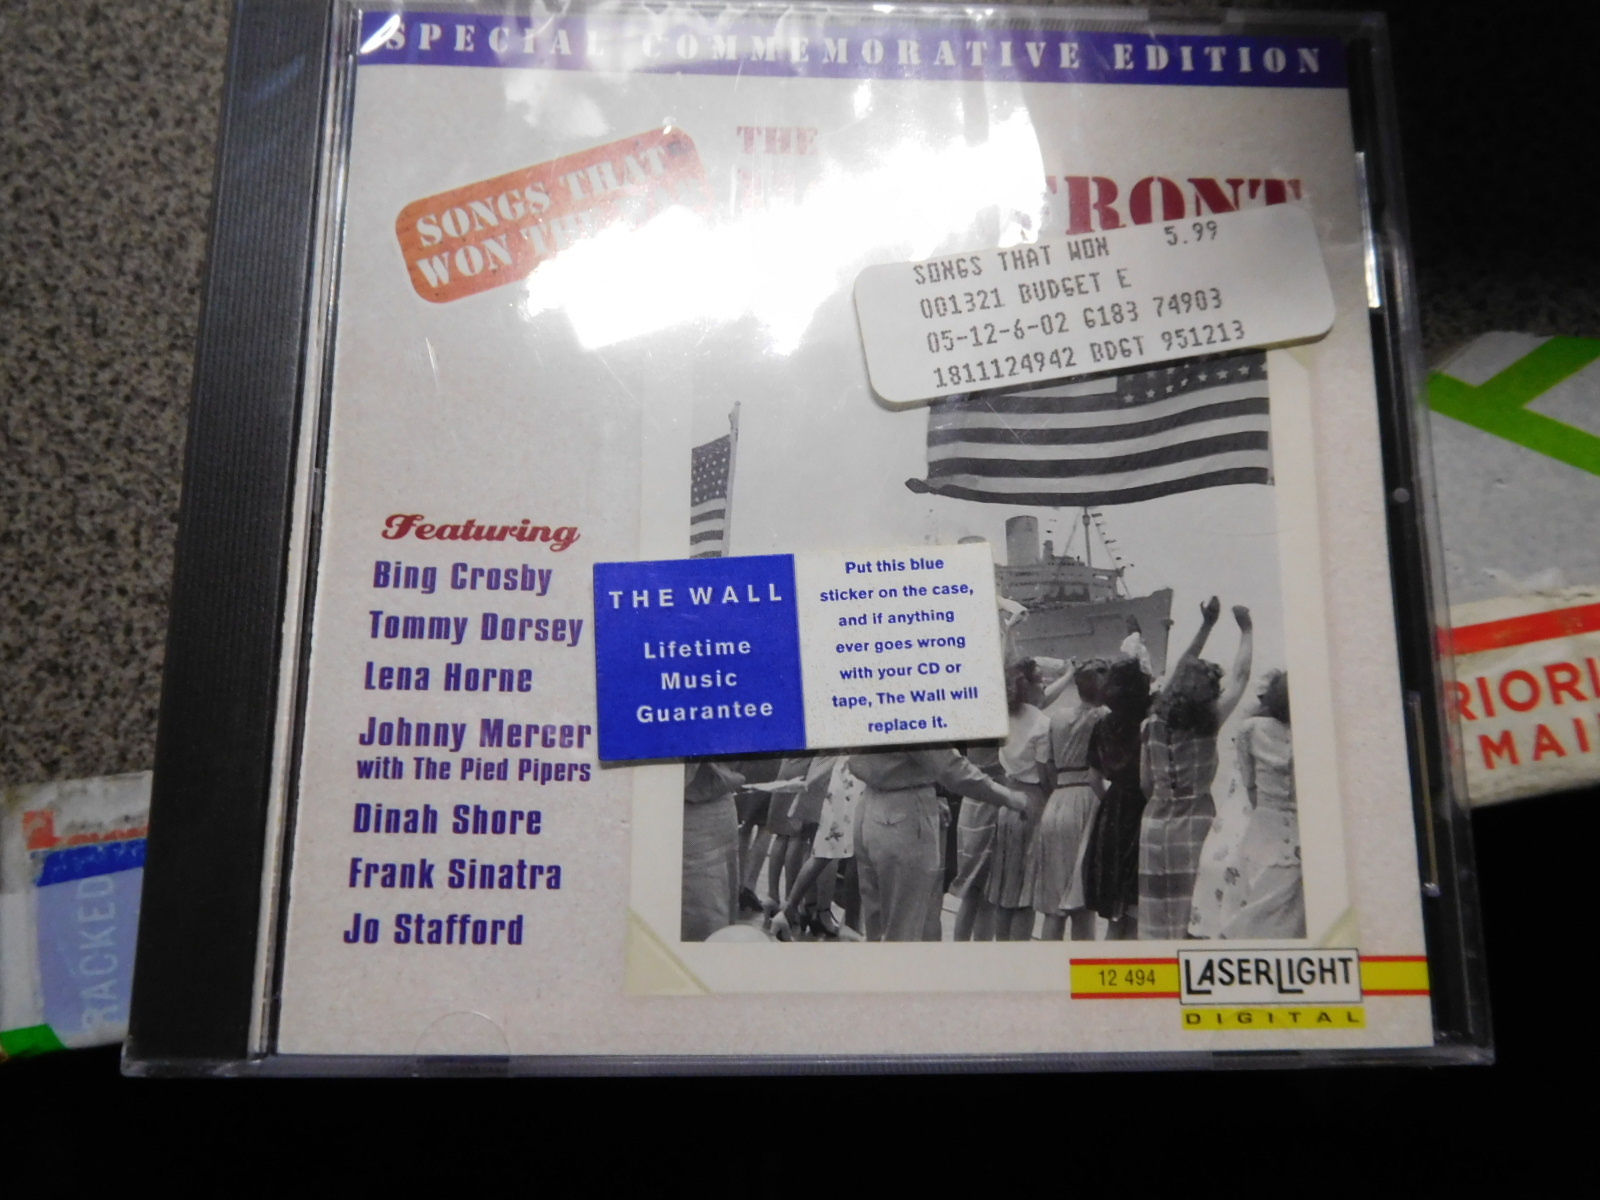 SPECIAL COMMEMORATIVE EDITION
SONGS THAT
WON
THE
FRONT
SONGS THAT WON 5.99
001321 BUDGET E
05-12-6-02 6183 74903
1811124942 BDGT 951213
Featuring
Bing Crosby
Tommy Dorsey
Lena Horne
Johnny Mercer
with The Pied Pipers
Dinah Shore
Frank Sinatra
Jo Stafford
THE WALL
Lifetime
Music
Guarantee
Put this blue
sticker on the case,
and if anything
ever goes wrong
with your CD or
tape, The Wall will
replace it.
12 494
LASERLIGHT
DIGITAL
RIORI
MAI
RACKED